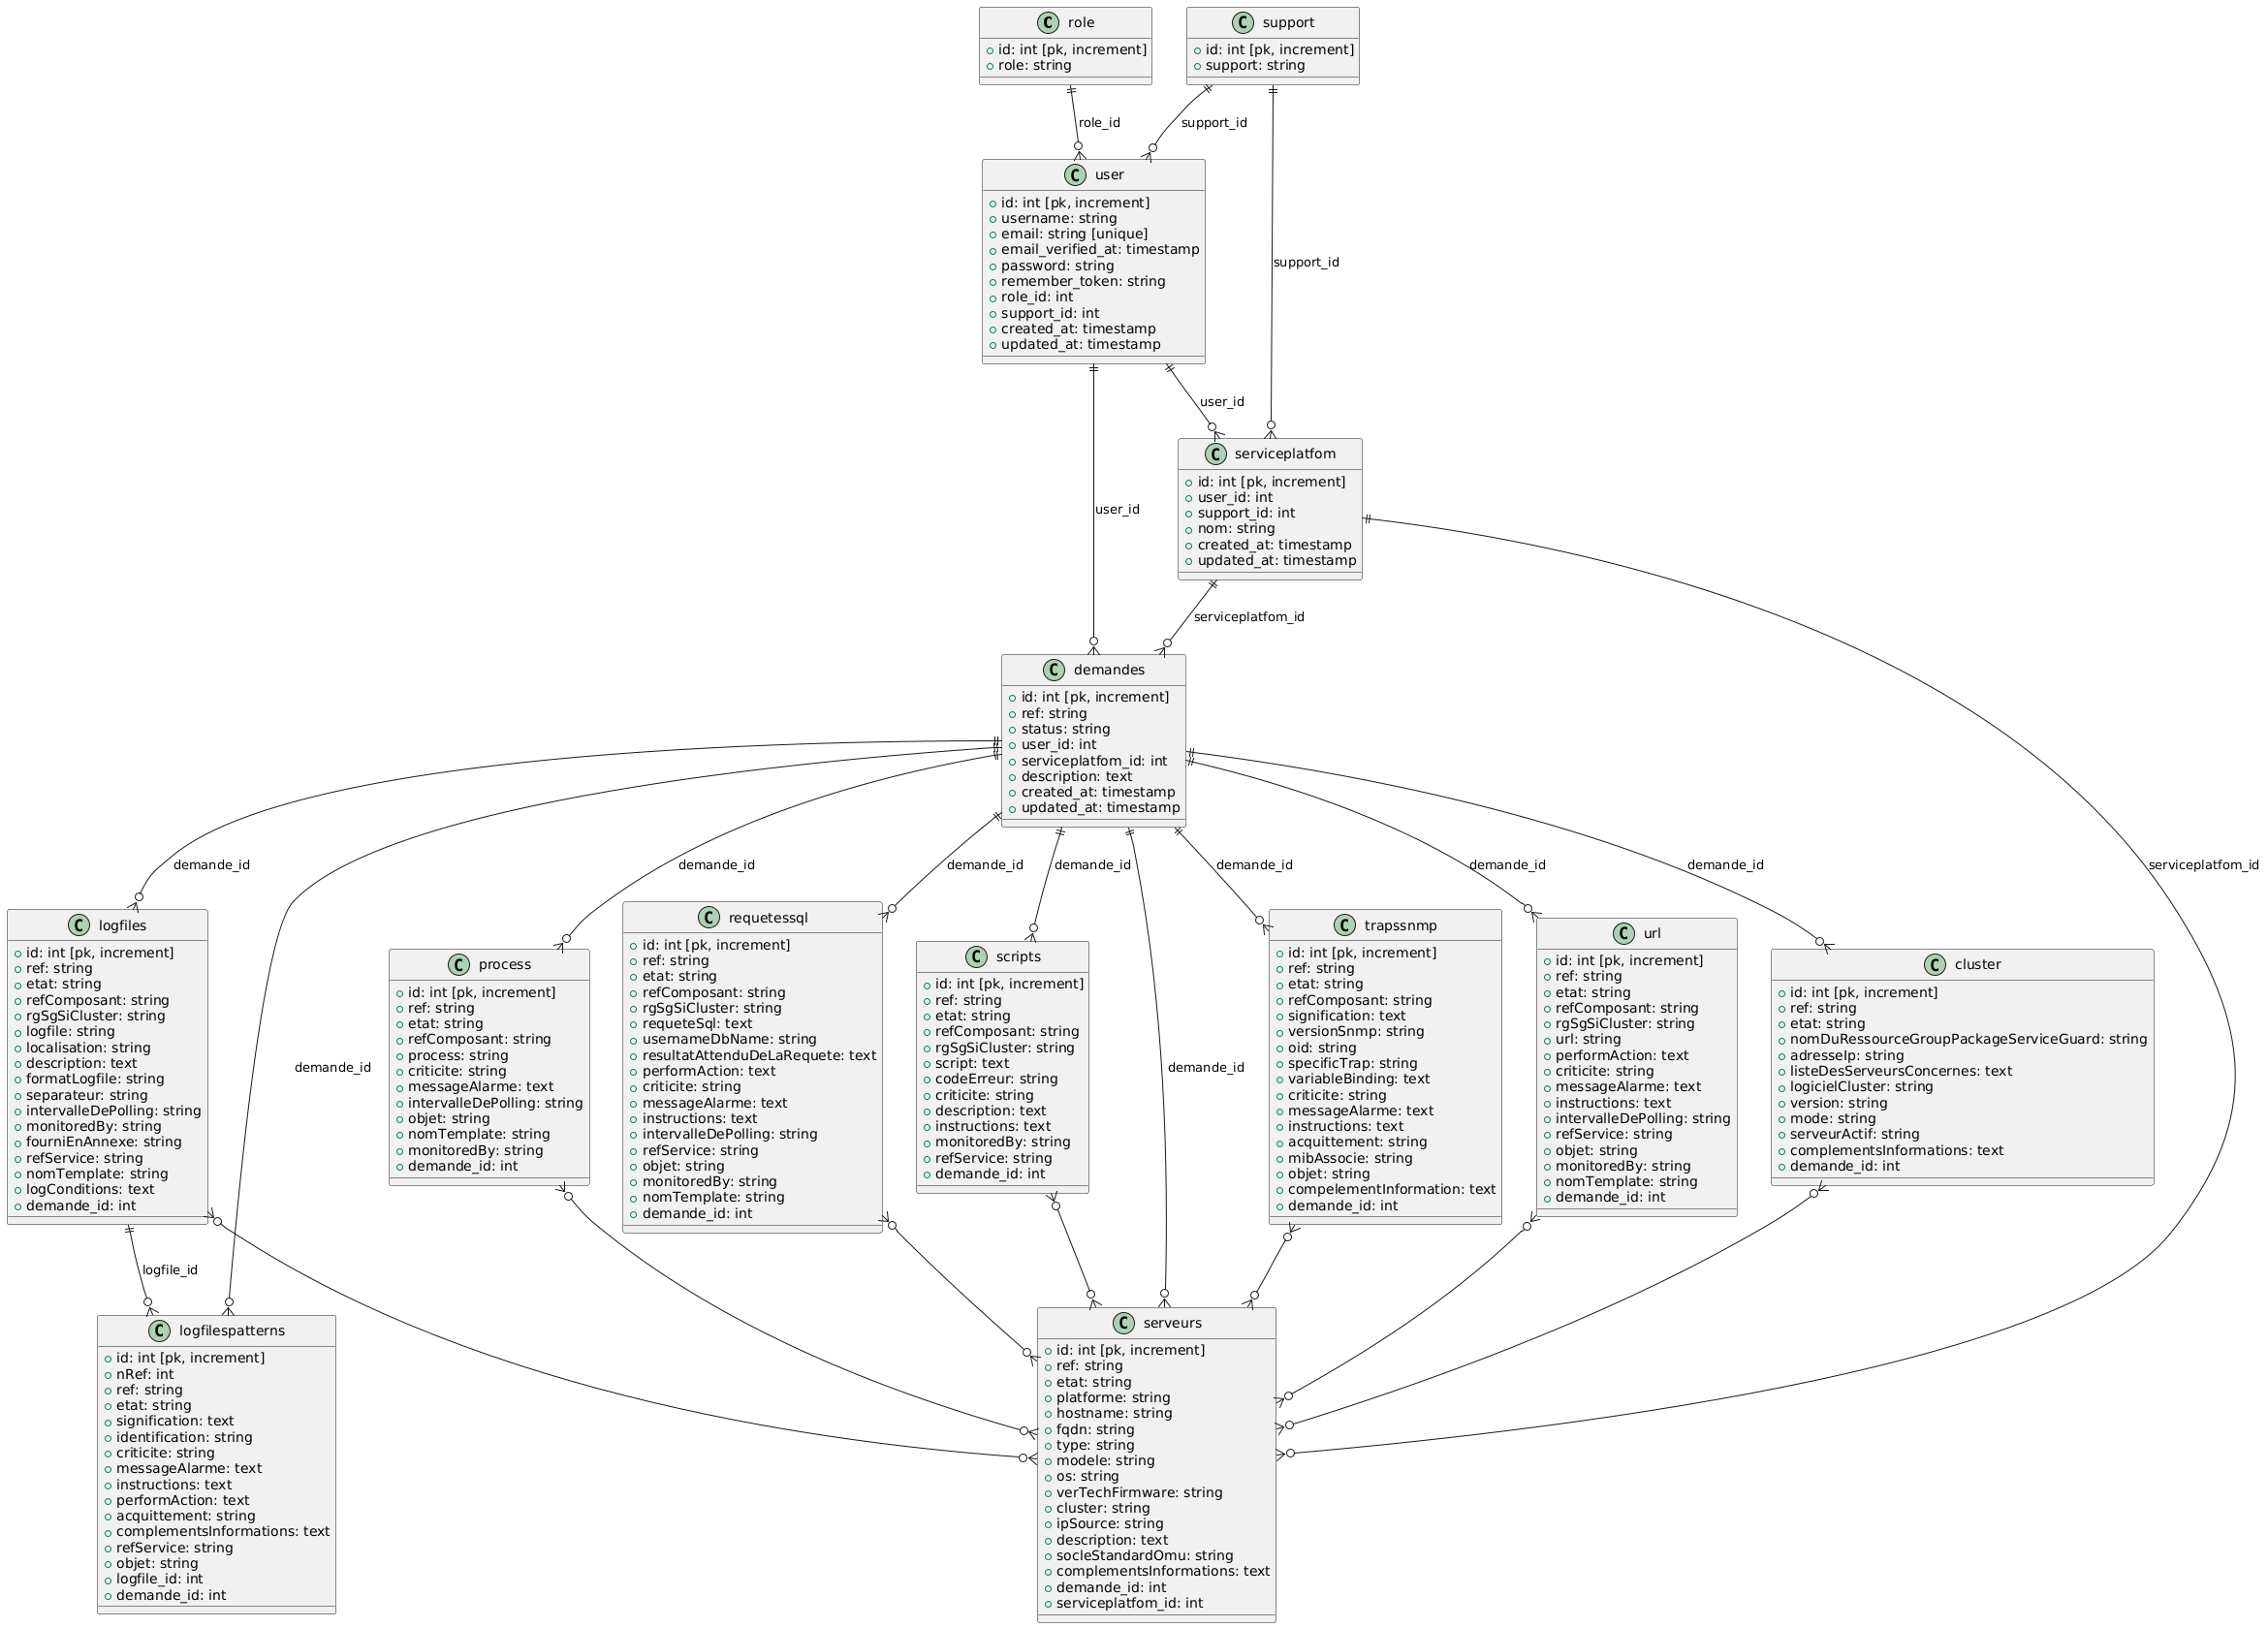 C role
+id: int [pk, increment]
+role: string
C support
+id: int [pk, increment]
+support: string
role_id
support_id
support_id
C user
+id: int [pk, increment]
+username: string
+email: string [unique]
+email_verified_at: timestamp
+password: string
+remember_token: string
+role_id: int
+support_id: int
+created_at: timestamp
+updated_at: timestamp
user_id
user_id
C serviceplatfom
+id: int [pk, increment]
+user_id: int
+support_id: int
+nom: string
+created_at: timestamp
+updated_at: timestamp
serviceplatfom_id
serviceplatfom_id
C demandes
+id: int [pk, increment]
+ref: string
+status: string
+user_id: int
+serviceplatfom_id: int
+description: text
+created_at: timestamp
+updated_at: timestamp
demande_id
demande_id
demande_id
demande_id
demande_id
demande_id
demande_id
demande_id
demande_id
C logfiles
+id: int [pk, increment]
+ref: string
+etat: string
+refComposant: string
+rgSgSiCluster: string
+logfile: string
+localisation: string
+description: text
+formatLogfile: string
+separateur: string
+intervalleDePolling: string
+monitoredBy: string
+fourniEnAnnexe: string
+refService: string
+nomTemplate: string
+logConditions: text
+demande_id: int
C process
+id: int [pk, increment]
+ref: string
+etat: string
+refComposant: string
+process: string
+criticite: string
+messageAlarme: text
+intervalleDePolling: string
+objet: string
+nomTemplate: string
+monitoredBy: string
+demande_id: int
C requetessql
+id: int [pk, increment]
+ref: string
+etat: string
+refComposant: string
+rgSgSiCluster: string
+requeteSql: text
+usernameDbName: string
+resultatAttenduDeLaRequete: text
+performAction: text
+criticite: string
+messageAlarme: text
+instructions: text
+intervalleDePolling: string
+refService: string
+objet: string
+monitoredBy: string
+nomTemplate: string
+demande_id: int
C scripts
+id: int [pk, increment]
+ref: string
+etat: string
+refComposant: string
+rgSgSiCluster: string
+script: text
+codeErreur: string
+criticite: string
+description: text
+instructions: text
+monitoredBy: string
+refService: string
+demande_id: int
C trapssnmp
+id: int [pk, increment]
+ref: string
+etat: string
+refComposant: string
+signification: text
+versionSnmp: string
+oid: string
+specificTrap: string
+variableBinding: text
+criticite: string
+messageAlarme: text
+instructions: text
+acquittement: string
+mibAssocie: string
+objet: string
+compelementInformation: text
+demande_id: int
C url
+id: int [pk, increment]
+ref: string
+etat: string
+refComposant: string
+rgSgSiCluster: string
+url: string
+performAction: text
+criticite: string
+messageAlarme: text
+instructions: text
+intervalleDePolling: string
+refService: string
+objet: string
+monitoredBy: string
+nomTemplate: string
+demande_id: int
C cluster
+id: int [pk, increment]
+ref: string
+etat: string
+nomDuRessourceGroupPackageServiceGuard: string
+adresseIp: string
+listeDesServeursConcernes: text
+logicielCluster: string
+version: string
+mode: string
+serveurActif: string
+complementsInformations: text
+demande_id: int
logfile_id
C logfilespatterns
+id: int [pk, increment]
+nRef: int
+ref: string
+etat: string
+signification: text
+identification: string
+criticite: string
+messageAlarme: text
+instructions: text
+performAction: text
+acquittement: string
+complementsInformations: text
+refService: string
+objet: string
+logfile_id: int
+demande_id: int
C serveurs
+id: int [pk, increment]
+ref: string
+etat: string
+platforme: string
+hostname: string
+fqdn: string
+type: string
+modele: string
+os: string
+verTechFirmware: string
+cluster: string
+ipSource: string
+description: text
+socleStandardOmu: string
+complementsInformations: text
+demande_id: int
+serviceplatfom_id: int